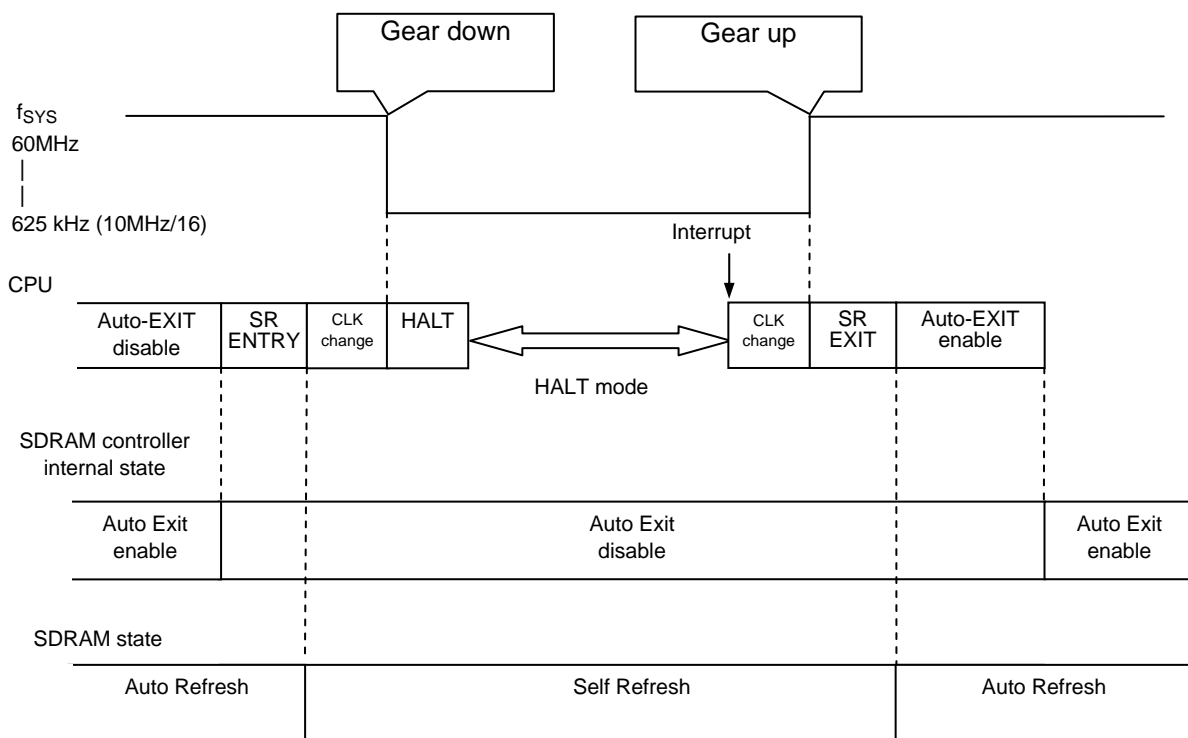 Gear down
Gear up
fSYS
60MHz
|
|
625 kHz (10MHz/16)
Interrupt
CPU
Auto-EXIT
disable
SR
ENTRY
CLK
change
HALT
CLK
change
SR
EXIT
Auto-EXIT
enable
HALT mode
SDRAM controller
internal state
Auto Exit
enable
Auto Exit
disable
Auto Exit
enable
SDRAM state
Auto Refresh
Self Refresh
Auto Refresh